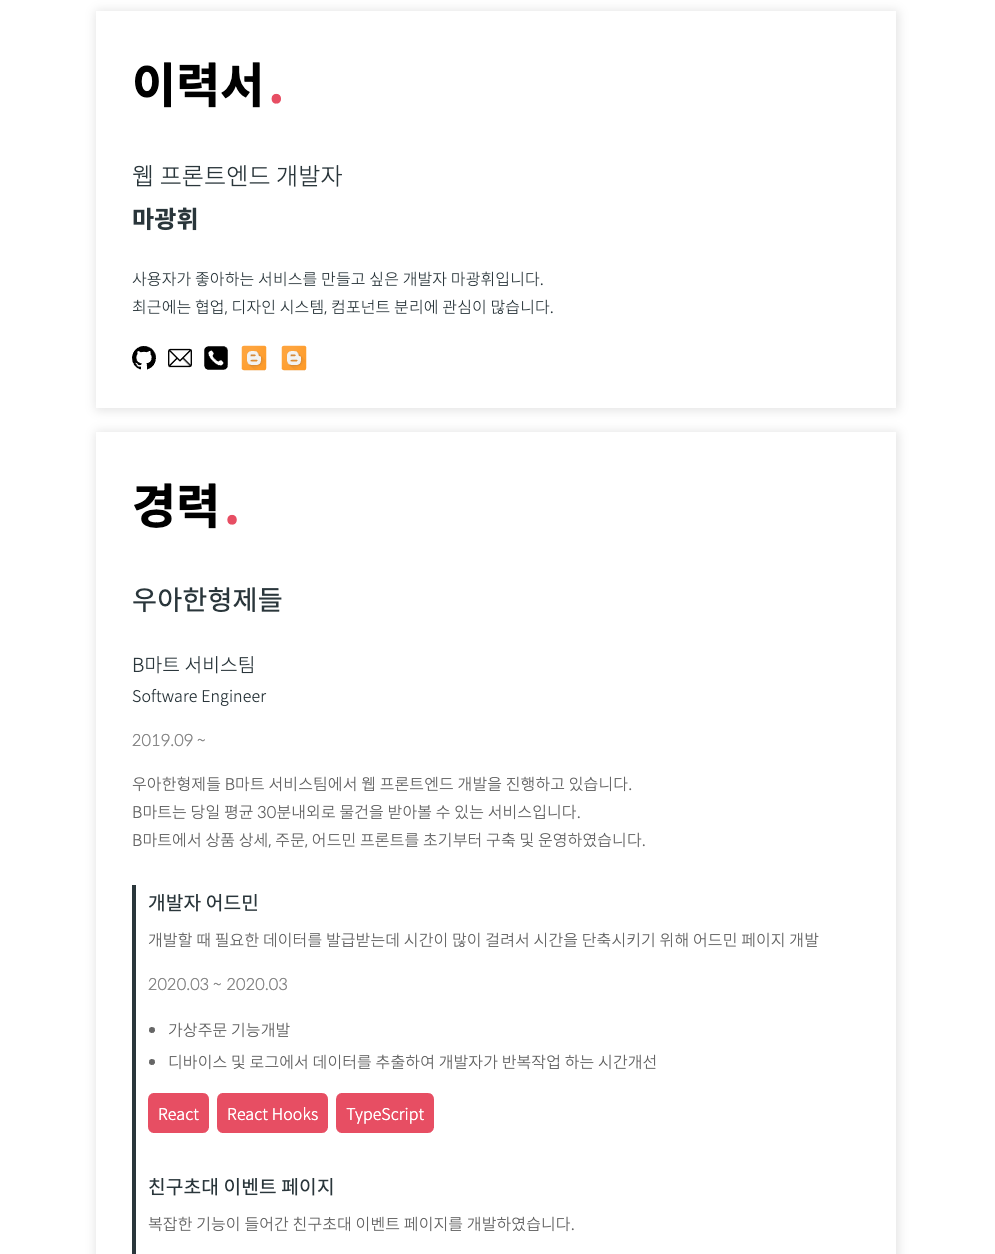 이력서.
웹 프론트엔드 개발자
마광휘
사용자가 좋아하는 서비스를 만들고 싶은 개발자 마광휘입니다.
최근에는 협업, 디자인 시스템, 컴포넌트 분리에 관심이 많습니다.
경력.
우아한형제들
B마트 서비스팀
Software Engineer
2019.09 ~
우아한형제들 B마트 서비스팀에서 웹 프론트엔드 개발을 진행하고 있습니다.
B마트는 당일 평균 30분내외로 물건을 받아볼 수 있는 서비스입니다.
B마트에서 상품 상세, 주문, 어드민 프론트를 초기부터 구축 및 운영하였습니다.
개발자 어드민
개발할 때 필요한 데이터를 발급받는데 시간이 많이 걸려서 시간을 단축시키기 위해 어드민 페이지 개발
2020.03 ~ 2020.03
가상주문 기능개발
디바이스 및 로그에서 데이터를 추출하여 개발자가 반복작업 하는 시간개선
React React Hooks TypeScript
친구초대 이벤트 페이지
복잡한 기능이 들어간 친구초대 이벤트 페이지를 개발하였습니다.